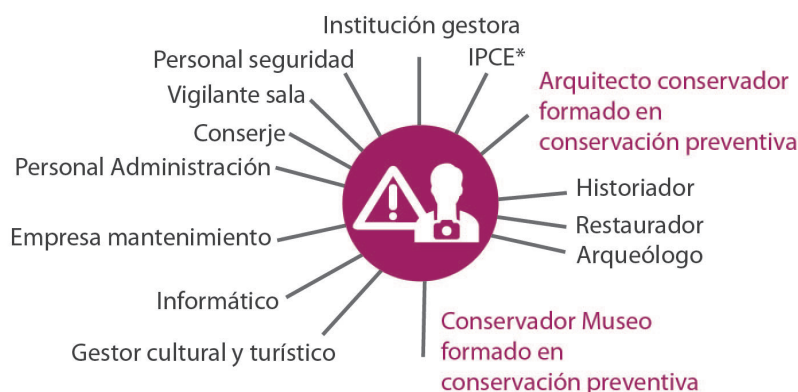 Institución gestora
IPCE*
Personal seguridad
Arquitecto conservador
formado en
conservación preventiva
Vigilante sala
Conserje
Personal Administración
Historiador
Restaurador
Arqueólogo
Empresa mantenimiento
Informático
Gestor cultural y turístico
Conservador Museo
formado en
conservación preventiva